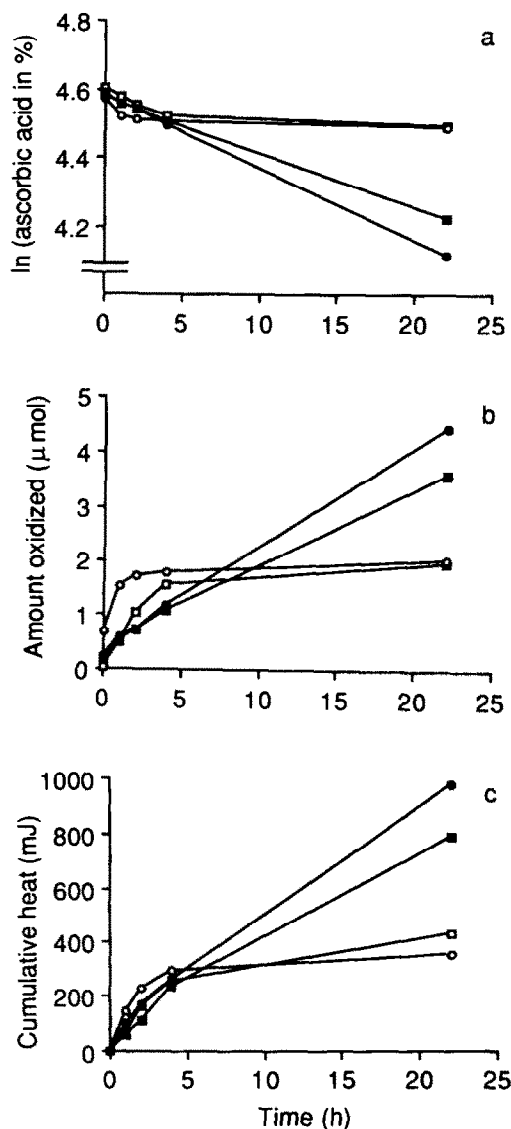 a
ln (ascorbic acid in %)
4.8
4.6
4.4
4.2
0 5 10 15 20 25
b
Amount oxidized (μ mol)
5
4
3
2
1
0
0 5 10 15 20 25
c
Cumulative heat (mJ)
1000
800
600
400
200
0
0 5 10 15 20 25
Time (h)